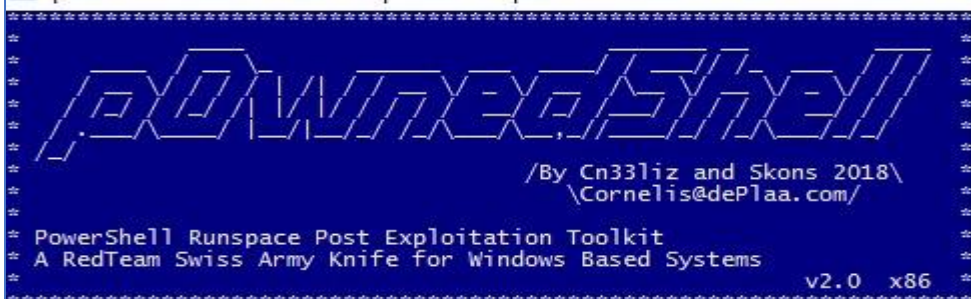 p0wnedShell
/By Cn33liz and Skons 2018\
\Cornelis@dePlaa.com/
* PowerShell Runspace Post Exploitation Toolkit *
* A RedTeam Swiss Army Knife for Windows Based Systems *
* v2.0 x86 *